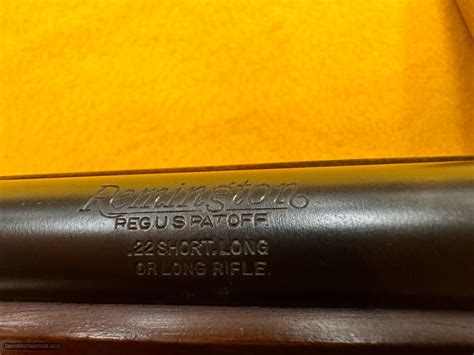 Remington
REG.U.S.PAT.OFF.
.22 SHORT, LONG
OR LONG RIFLE.